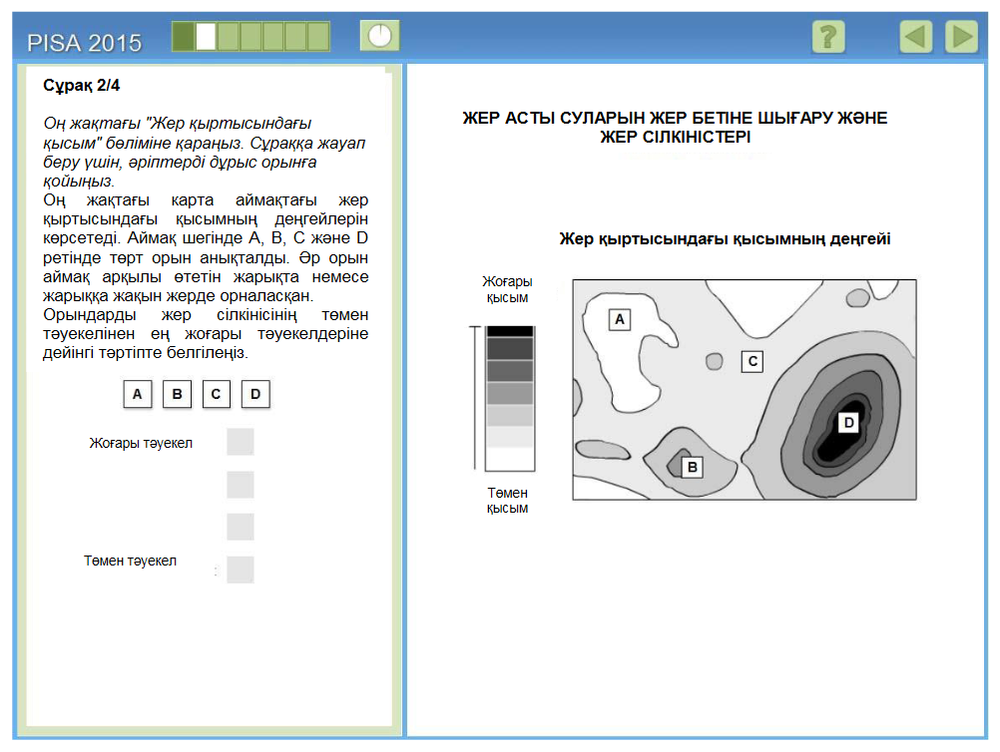 PISA 2015
?
Сұрақ 2/4
Оң жақтағы "Жер қыртысындағы
қысым" бөліміне қараңыз. Сұраққа жауап
беру үшін, әріптерді дұрыс орынға
қойыңыз.
Оң жақтағы карта аймақтағы жер
қыртысындағы қысымның деңгейлерін
көрсетеді. Аймақ шегінде A, B, C және D
ретінде төрт орын анықталды. Әр орын
аймақ арқылы өтетін жарықта немесе
жарыққа жақын жерде орналасқан.
Орындарды жер сілкінісінің төмен
тәуекелінен ең жоғары тәуекелдеріне
дейінгі тәртіпте белгілеңіз.
A B C D
Жоғары тәуекел
Төмен тәуекел
:
ЖЕР АСТЫ СУЛАРЫН ЖЕР БЕТІНЕ ШЫҒАРУ ЖӘНЕ
ЖЕР СІЛКІНІСТЕРІ
Жер қыртысындағы қысымның деңгейі
Жоғары
қысым
Төмен
қысым
A
C
D
B